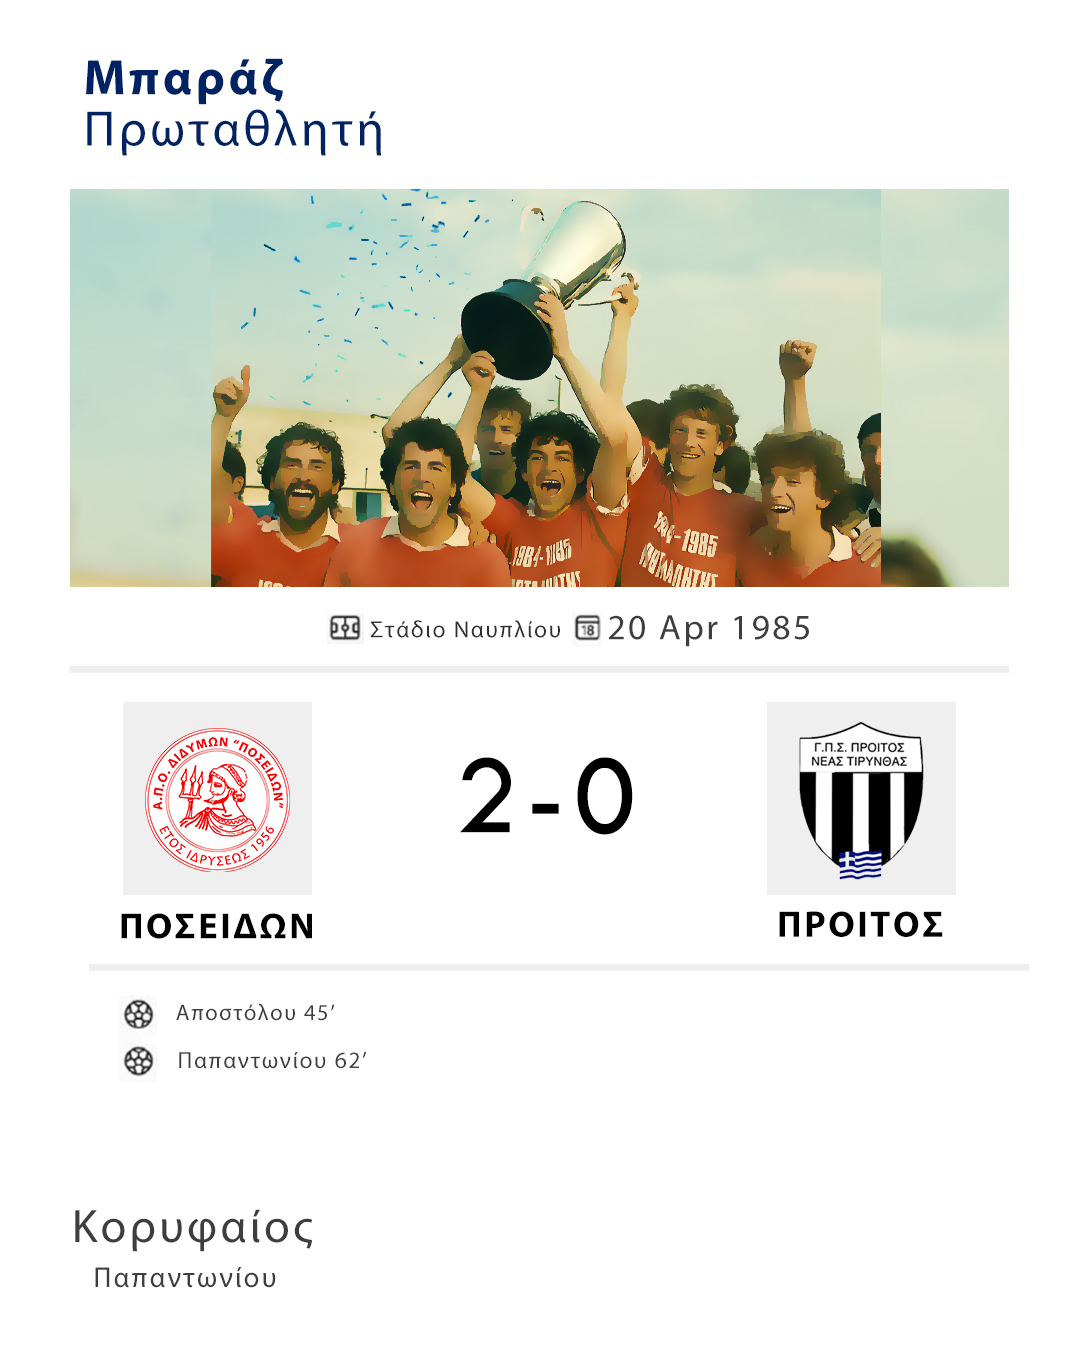 Μπαράζ
Πρωταθλητή
1984-1985
1985
Στάδιο Ναυπλίου 18 20 Apr 1985
Α.Π.Ο. ΔΙΔΥΜΩΝ “ΠΟΣΕΙΔΩΝ”
ΕΤΟΣ ΙΔΡΥΣΕΩΣ 1956
2-0
Γ.Π.Σ. ΠΡΟΙΤΟΣ
ΝΕΑΣ ΤΙΡΥΝΘΑΣ
ΠΟΣΕΙΔΩΝ
ΠΡΟΙΤΟΣ
Αποστόλου 45’
Παπαντωνίου 62’
Κορυφαίος
Παπαντωνίου